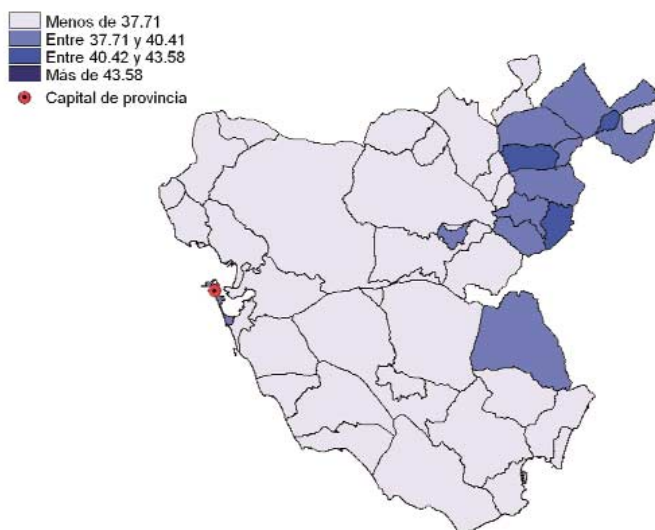 Menos de 37.71
Entre 37.71 y 40.41
Entre 40.42 y 43.58
Más de 43.58
Capital de provincia